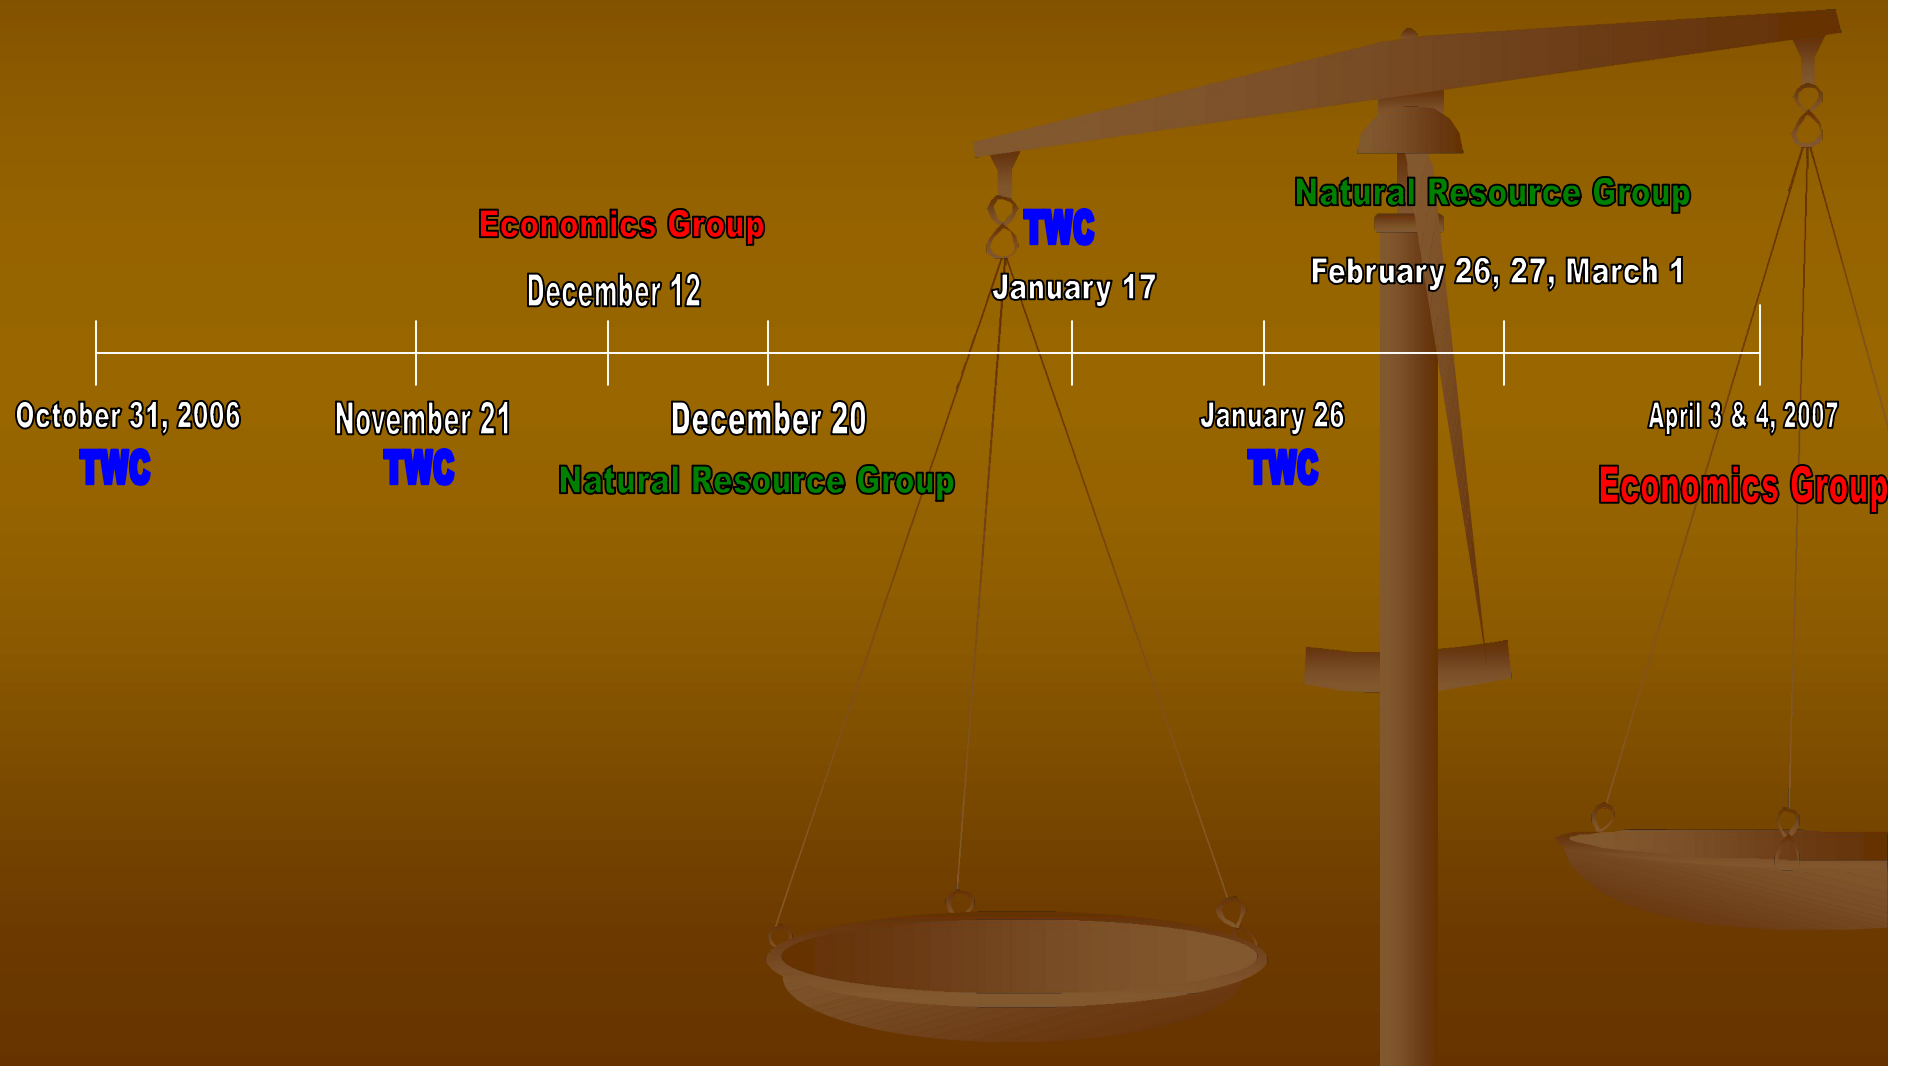 Natural Resource Group
Economics Group
TWC
February 26, 27, March 1
December 12
January 17
October 31, 2006
November 21
December 20
January 26
April 3 & 4, 2007
TWC
TWC
Natural Resource Group
TWC
Economics Group